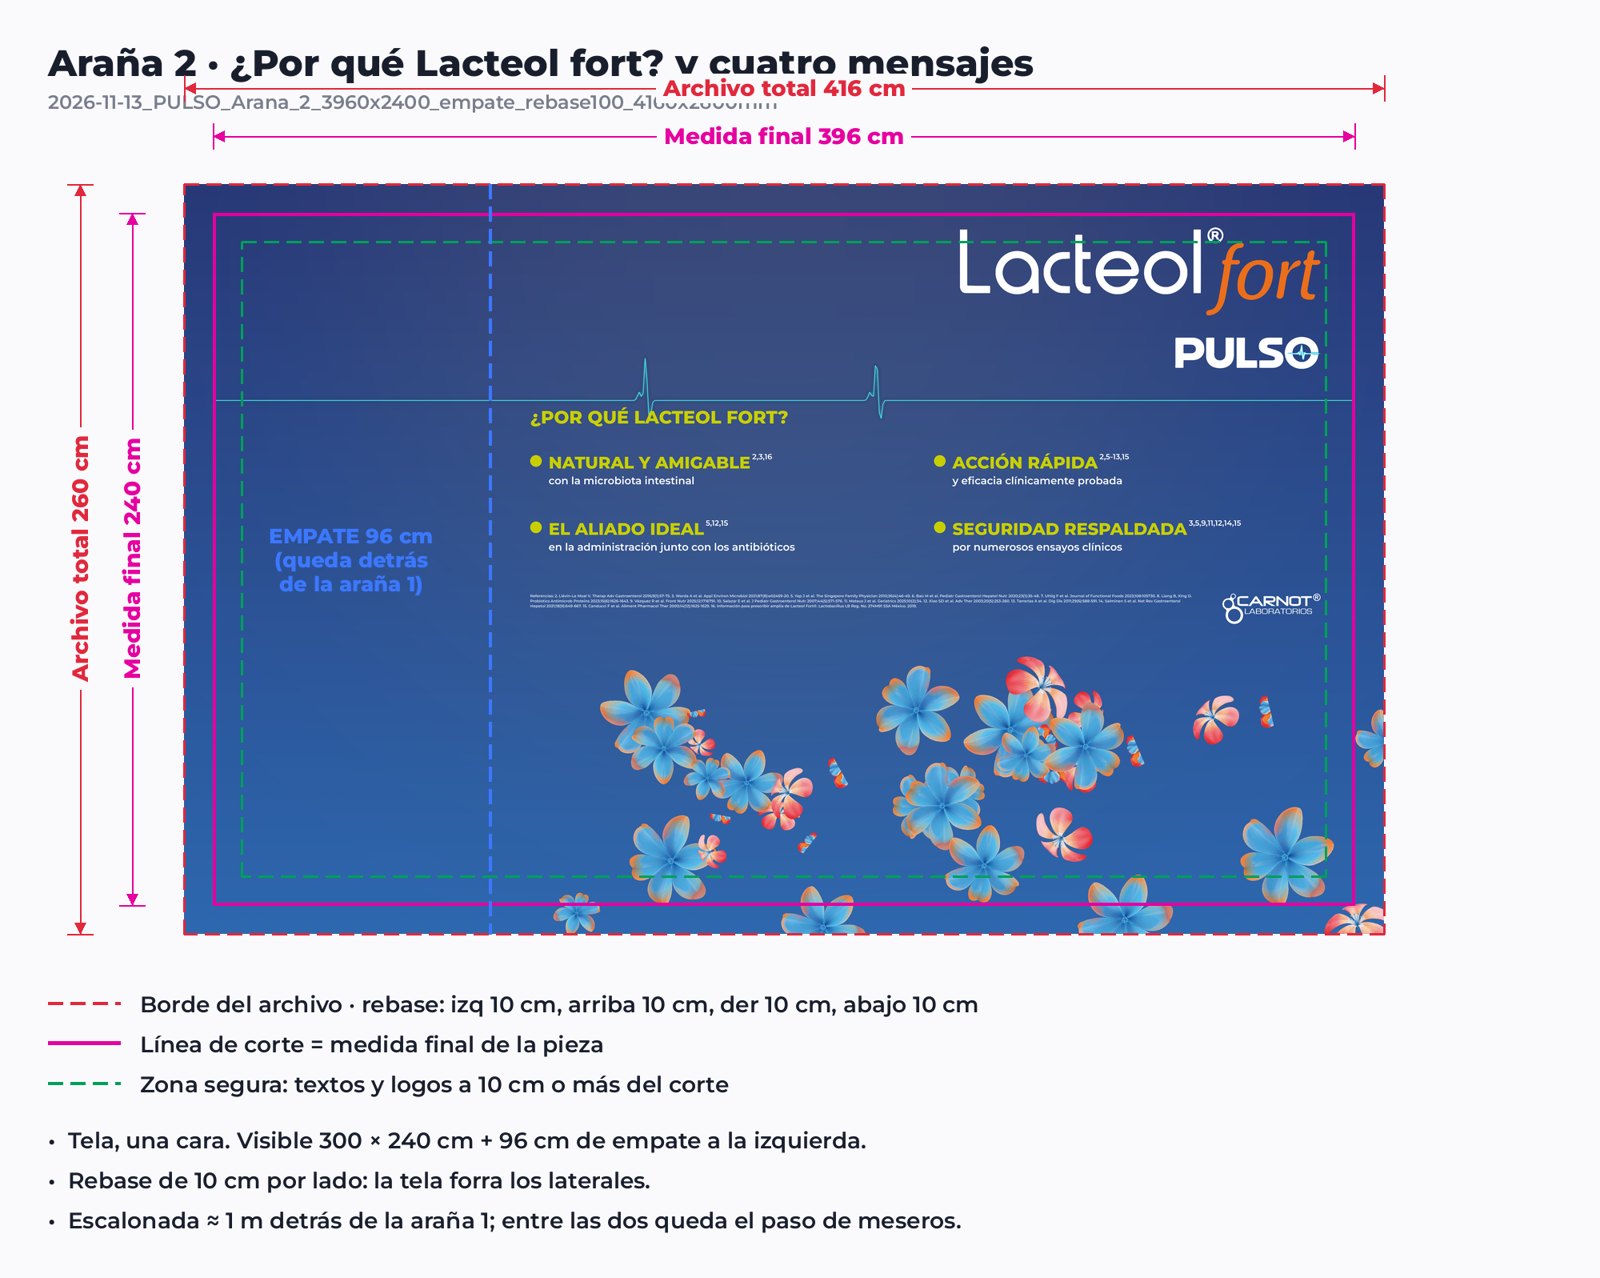 Araña 2 · ¿Por qué Lacteol fort? y cuatro mensajes
Archivo total 416 cm
2026-11-13_PULSO_Arana_2_3960x2400_empate_rebase100_4160x2600mm
Medida final 396 cm
Archivo total 260 cm
Medida final 240 cm
Lacteol® fort
PULSO
¿POR QUÉ LACTEOL FORT?
NATURAL Y AMIGABLE 2,3,16
con la microbiota intestinal
ACCIÓN RÁPIDA 2,5-13,15
y eficacia clínicamente probada
EL ALIADO IDEAL 5,12,15
en la administración junto con los antibióticos
SEGURIDAD RESPALDADA 3,5,9,11,12,14,15
por numerosos ensayos clínicos
EMPATE 96 cm
(queda detrás
de la araña 1)
CARNOT®
LABORATORIOS
Borde del archivo · rebase: izq 10 cm, arriba 10 cm, der 10 cm, abajo 10 cm
Línea de corte = medida final de la pieza
Zona segura: textos y logos a 10 cm o más del corte
• Tela, una cara. Visible 300 × 240 cm + 96 cm de empate a la izquierda.
• Rebase de 10 cm por lado: la tela forra los laterales.
• Escalonada ≈ 1 m detrás de la araña 1; entre las dos queda el paso de meseros.